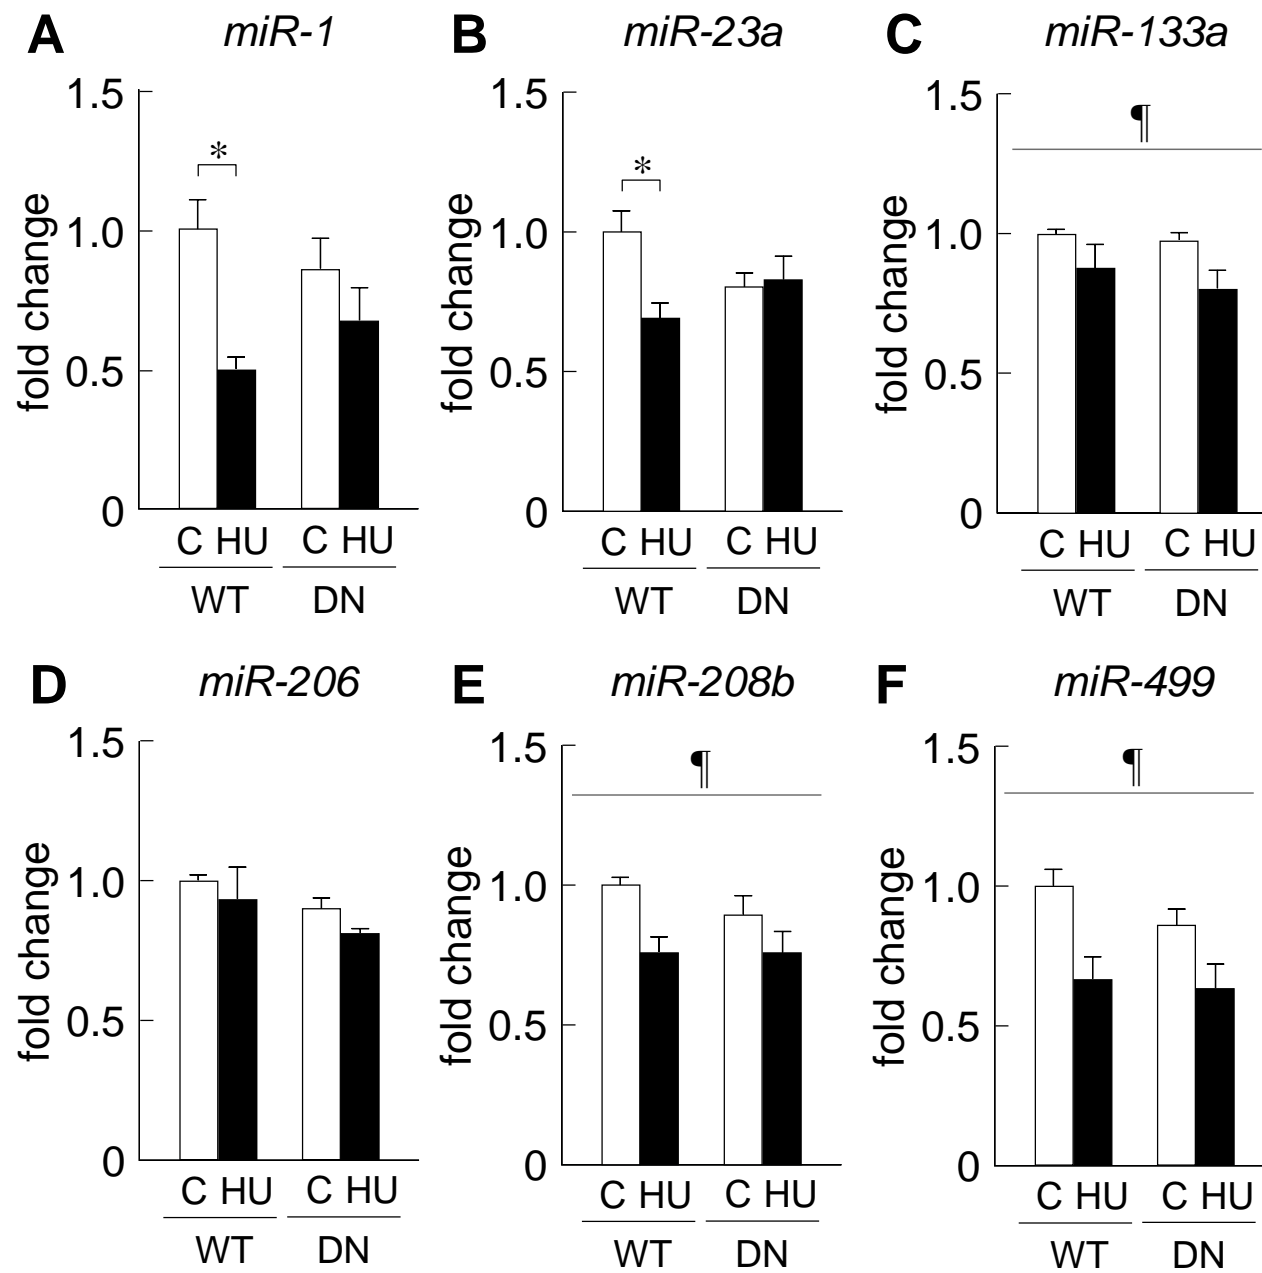 A miR-1
1.5
1.0
0.5
0
fold change
*
C HU C HU
WT DN
B miR-23a
1.5
1.0
0.5
0
fold change
*
C HU C HU
WT DN
C miR-133a
1.5
1.0
0.5
0
fold change
¶
C HU C HU
WT DN
D miR-206
1.5
1.0
0.5
0
fold change
C HU C HU
WT DN
E miR-208b
1.5
1.0
0.5
0
fold change
¶
C HU C HU
WT DN
F miR-499
1.5
1.0
0.5
0
fold change
¶
C HU C HU
WT DN